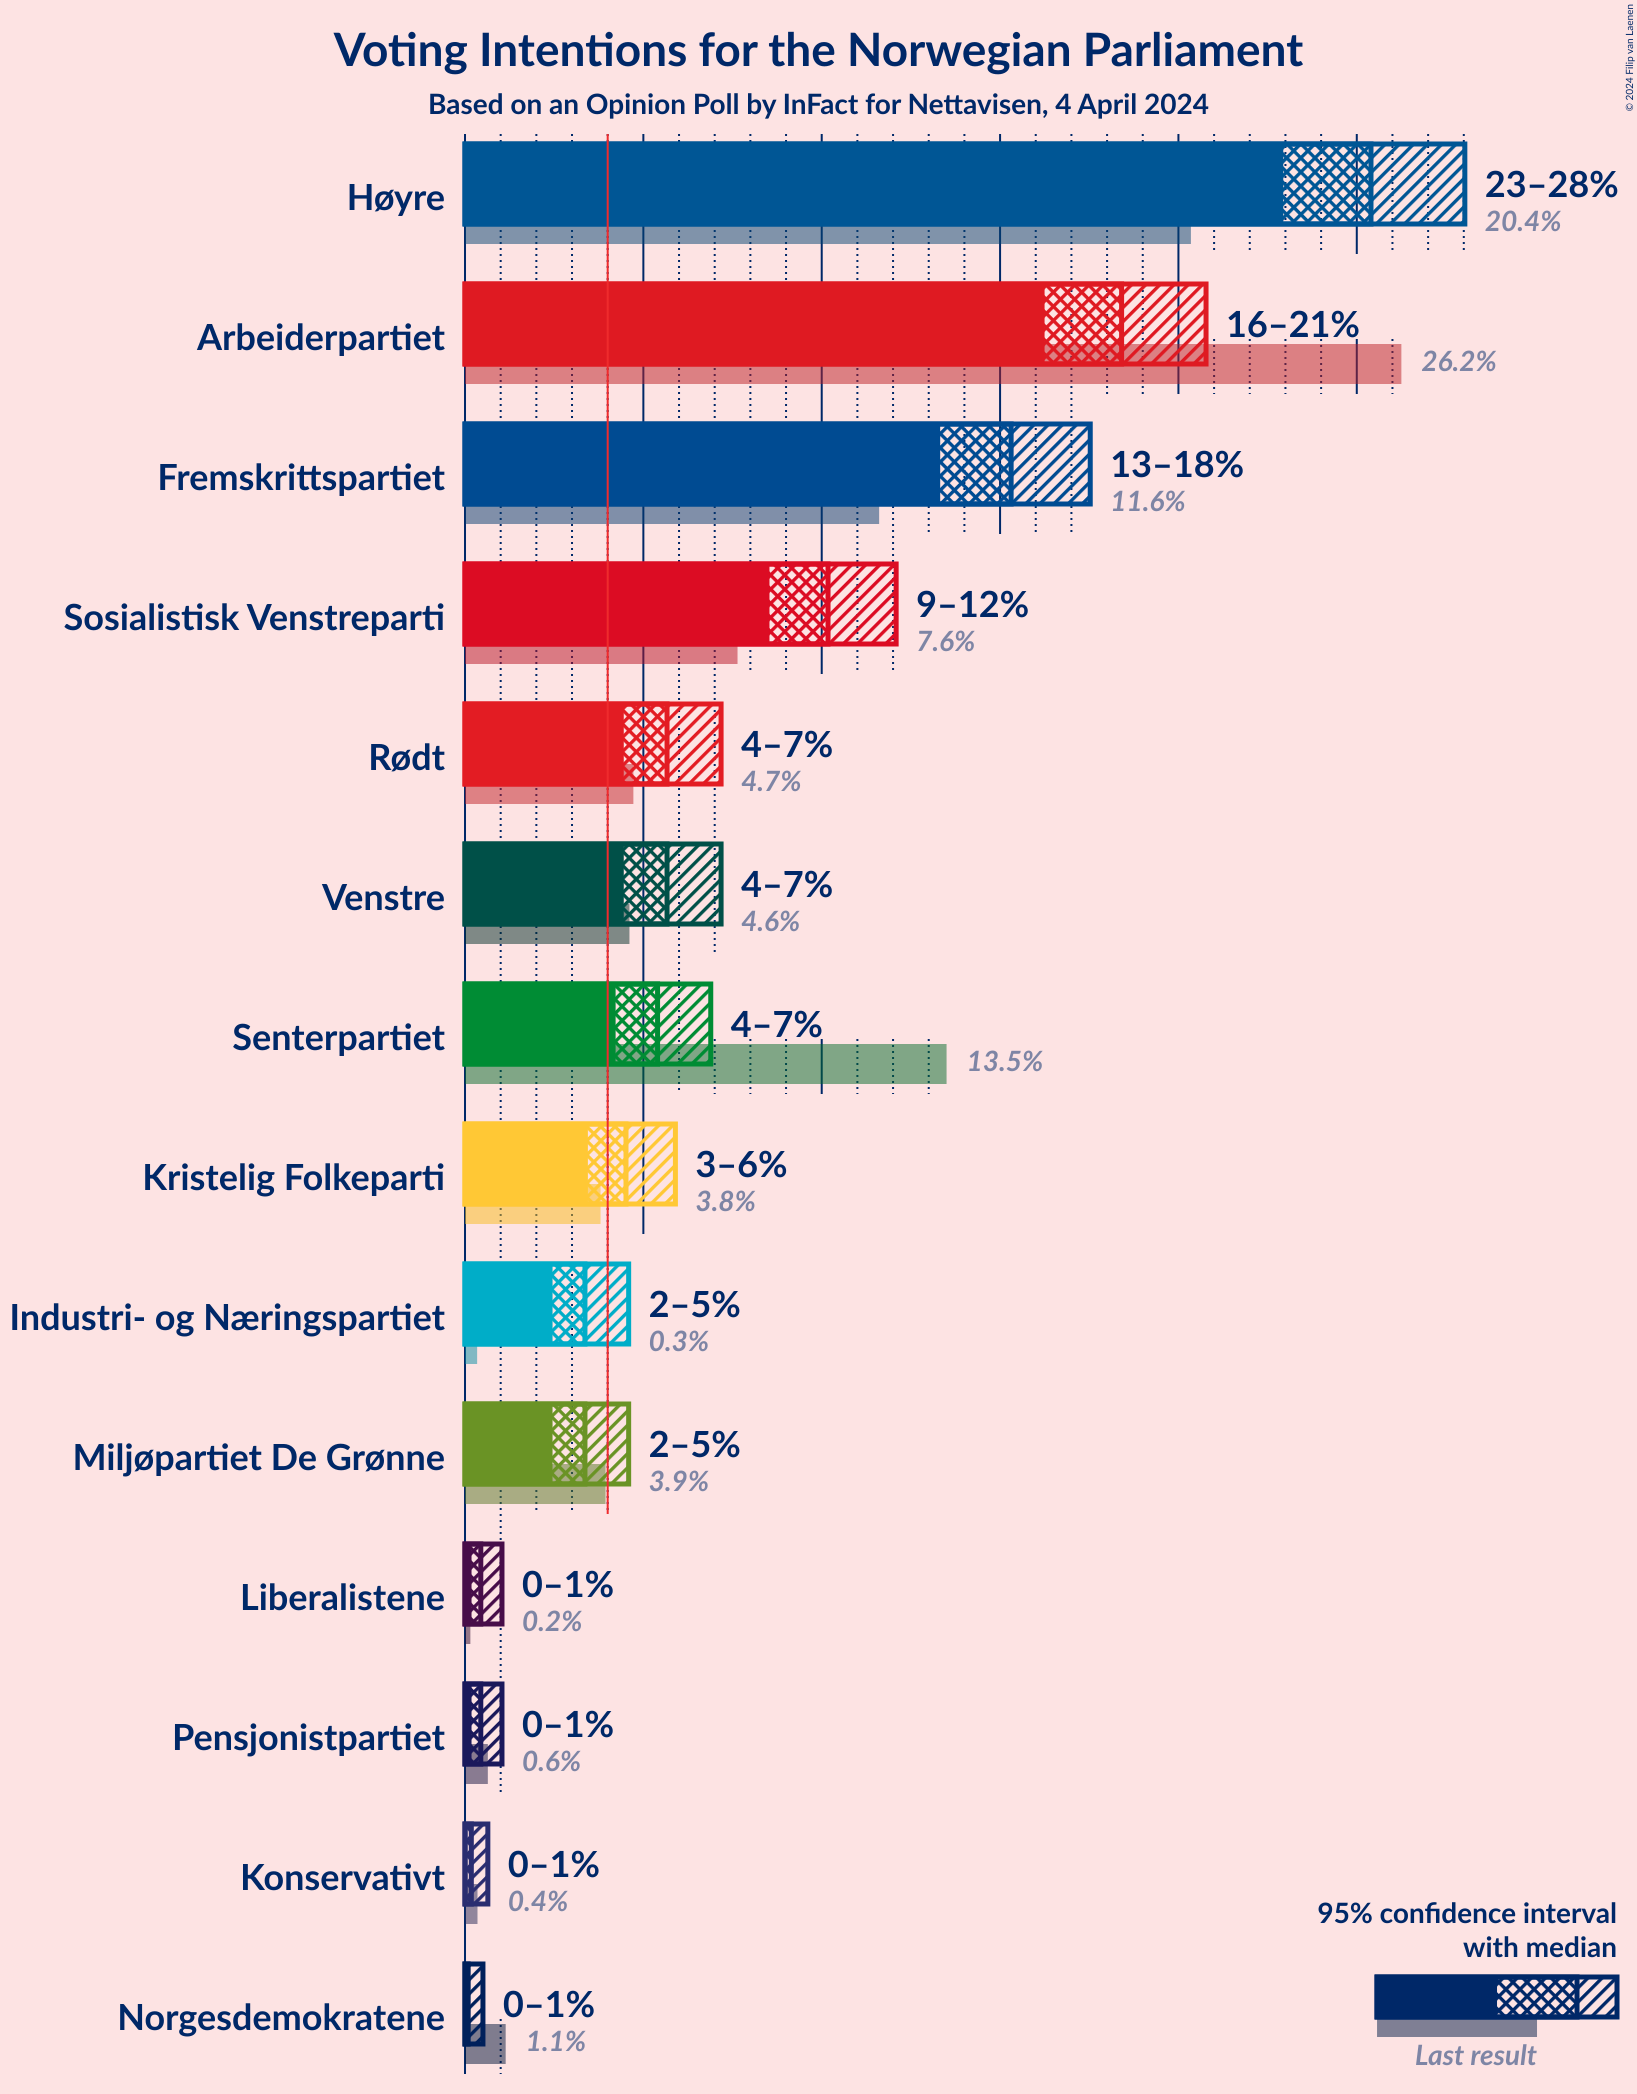 Voting Intentions for the Norwegian Parliament
Based on an Opinion Poll by InFact for Nettavisen, 4 April 2024
© 2024 Filip van Laenen
Høyre
23–28%
20.4%
Arbeiderpartiet
16–21%
26.2%
Fremskrittspartiet
13–18%
11.6%
Sosialistisk Venstreparti
9–12%
7.6%
Rødt
4–7%
4.7%
Venstre
4–7%
4.6%
Senterpartiet
4–7%
13.5%
Kristelig Folkeparti
3–6%
3.8%
Industri- og Næringspartiet
2–5%
0.3%
Miljøpartiet De Grønne
2–5%
3.9%
Liberalistene
0–1%
0.2%
Pensjonistpartiet
0–1%
0.6%
Konservativt
0–1%
0.4%
Norgesdemokratene
0–1%
1.1%
95% confidence interval
with median
Last result